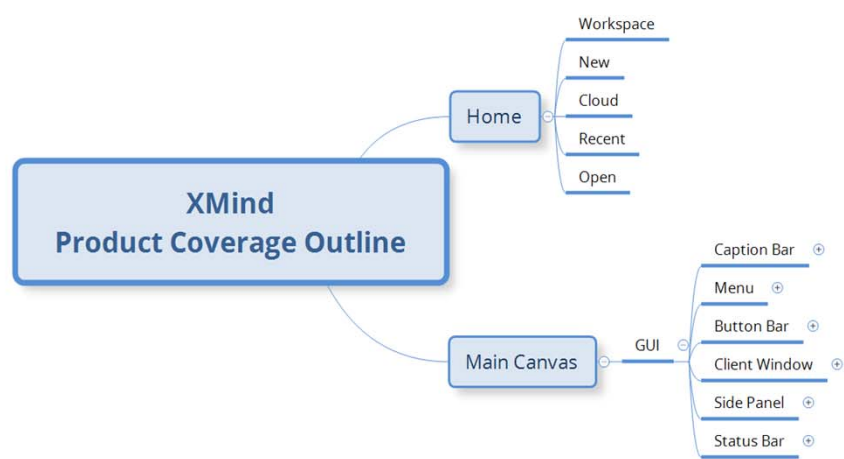 XMind
Product Coverage Outline
Home
Workspace
New
Cloud
Recent
Open
Main Canvas
GUI
Caption Bar
Menu
Button Bar
Client Window
Side Panel
Status Bar